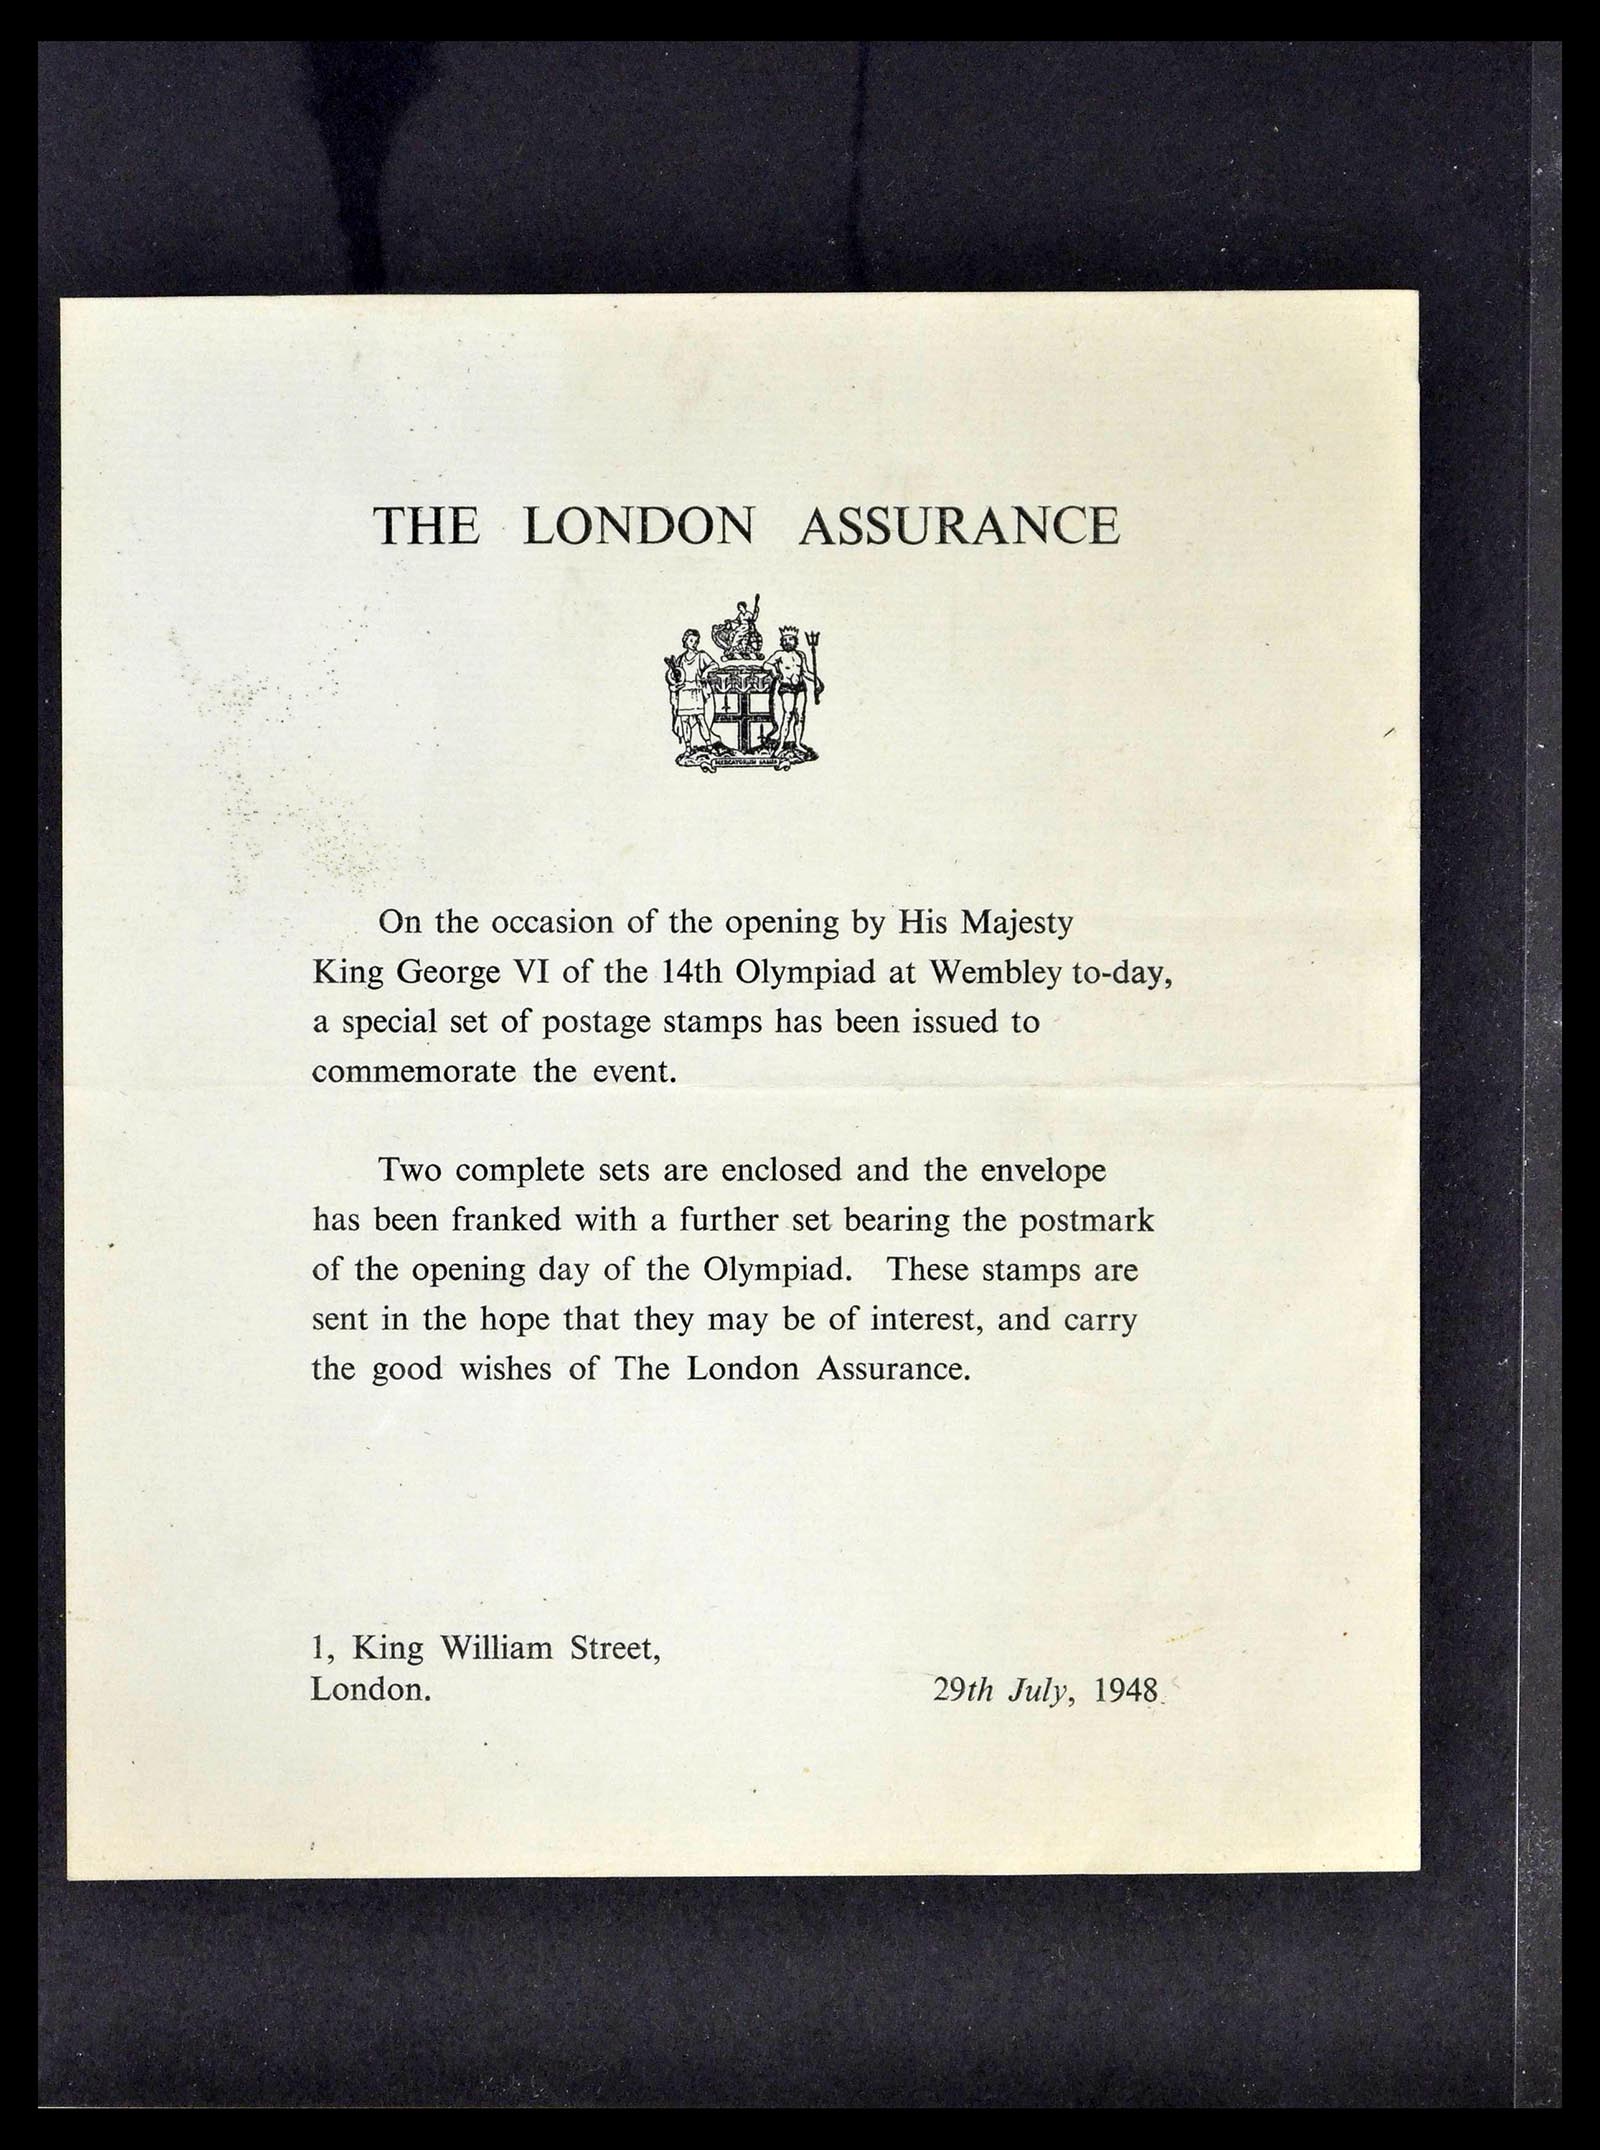 THE LONDON ASSURANCE
On the occasion of the opening by His Majesty
King George VI of the 14th Olympiad at Wembley to-day,
a special set of postage stamps has been issued to
commemorate the event.
Two complete sets are enclosed and the envelope
has been franked with a further set bearing the postmark
of the opening day of the Olympiad. These stamps are
sent in the hope that they may be of interest, and carry
the good wishes of The London Assurance.
1, King William Street,
London.
29th July, 1948